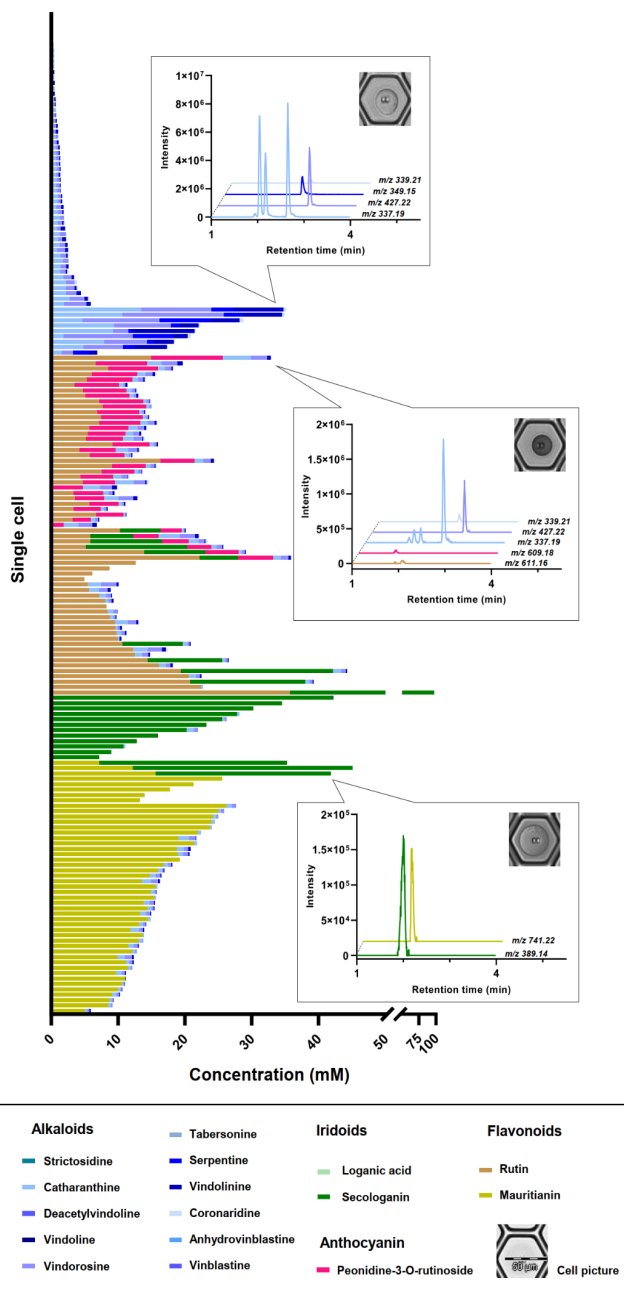 1×10⁷
8×10⁶
6×10⁶
4×10⁶
2×10⁶
0
Intensity
m/z 339.21
m/z 349.15
m/z 427.22
m/z 337.19
1 4
Retention time (min)
2×10⁶
1.5×10⁶
1×10⁶
5×10⁵
0
Intensity
m/z 339.21
m/z 427.22
m/z 337.19
m/z 609.18
m/z 611.16
1 4
Retention time (min)
Single cell
2×10⁵
1.5×10⁵
1×10⁵
5×10⁴
0
Intensity
m/z 741.22
m/z 389.14
1 4
Retention time (min)
0 10 20 30 40 50 75 100
Concentration (mM)
Alkaloids
Strictosidine
Catharanthine
Deacetylvindoline
Vindoline
Vindorosine
Tabersonine
Serpentine
Vindolinine
Coronaridine
Anhydrovinblastine
Vinblastine
Iridoids
Loganic acid
Secologanin
Anthocyanin
Peonidine-3-O-rutinoside
Flavonoids
Rutin
Mauritianin
60 µm
Cell picture